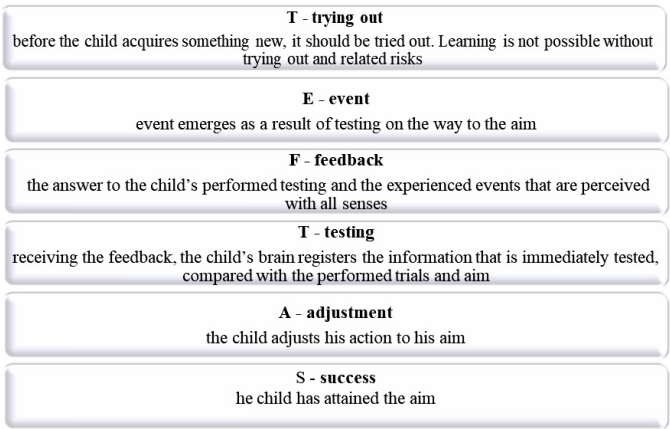 T - trying out
before the child acquires something new, it should be tried out. Learning is not possible without
trying out and related risks
E - event
event emerges as a result of testing on the way to the aim
F - feedback
the answer to the child's performed testing and the experienced events that are perceived
with all senses
T - testing
receiving the feedback, the child's brain registers the information that is immediately tested,
compared with the performed trials and aim
A - adjustment
the child adjusts his action to his aim
S - success
he child has attained the aim